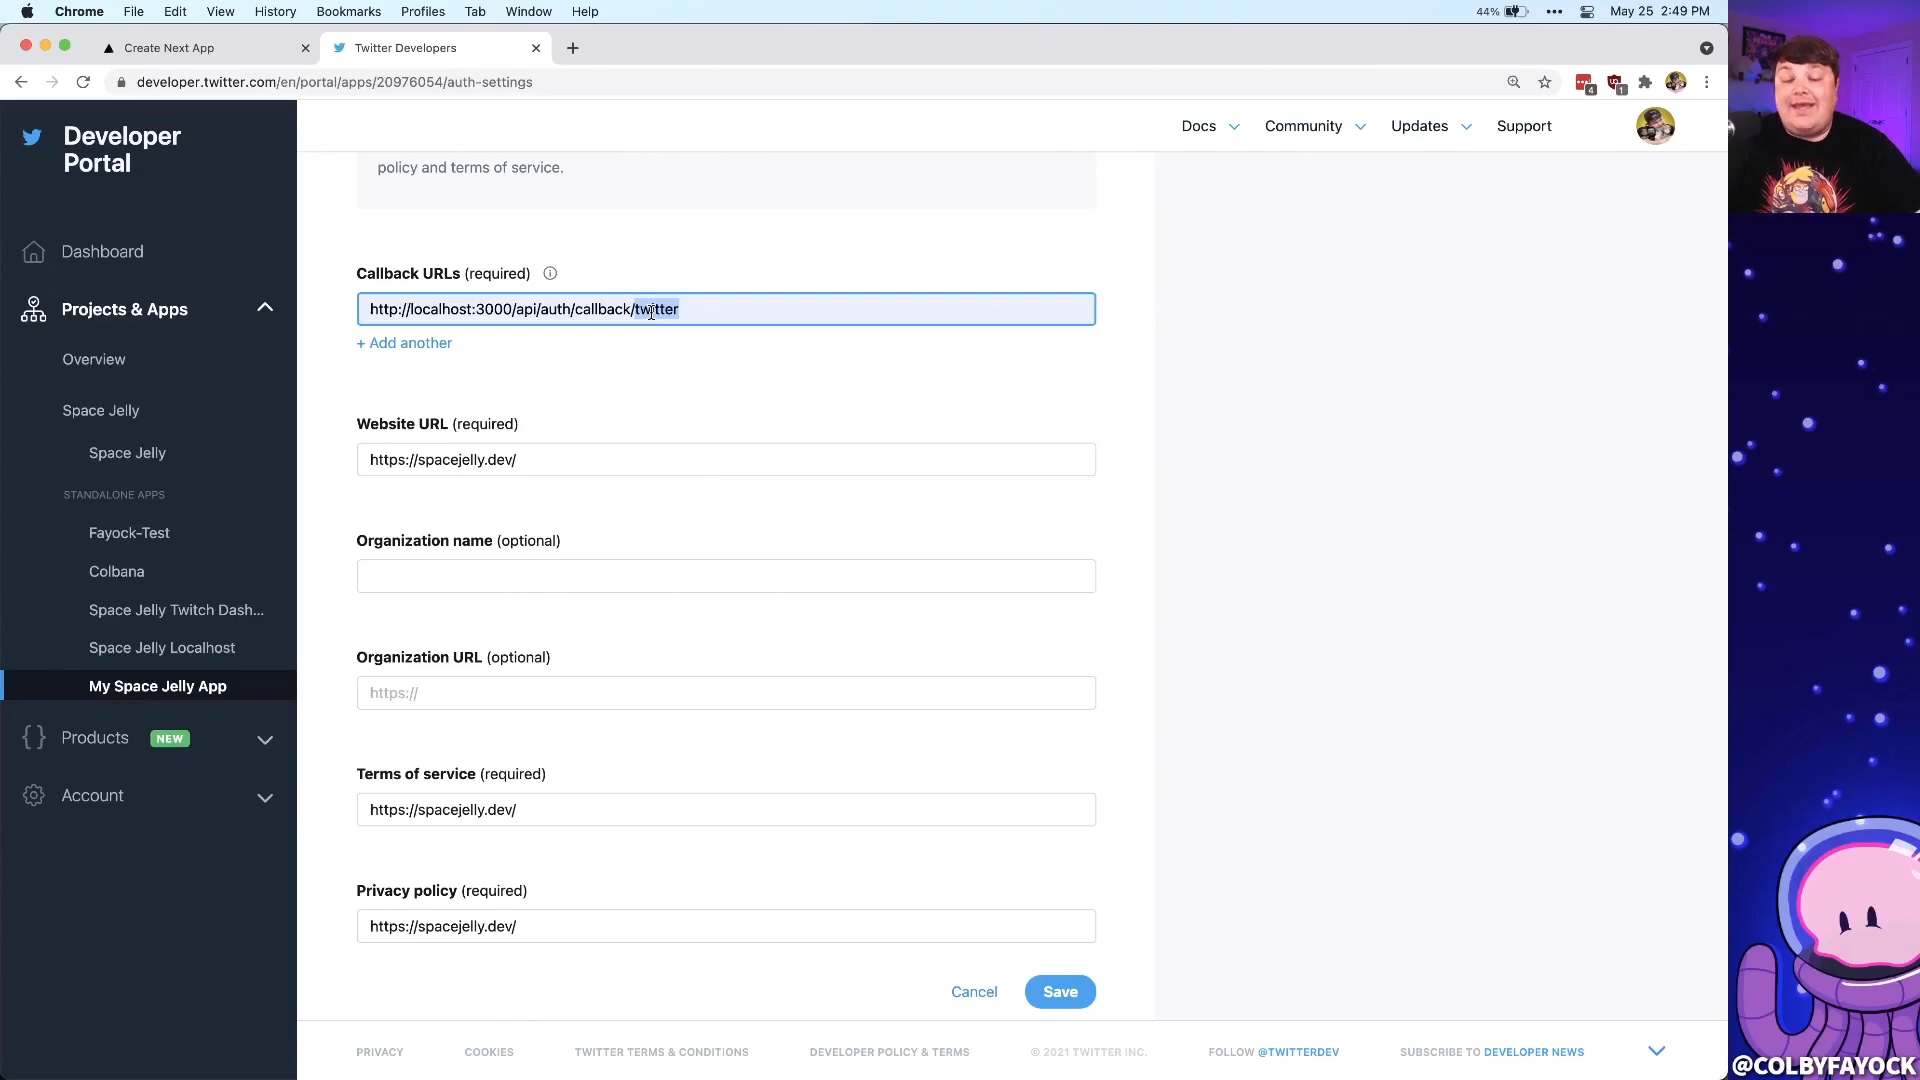 Chrome File Edit View History Bookmarks Profiles Tab Window Help 44% May 25 2:49 PM
Create Next App
Twitter Developers
developer.twitter.com/en/portal/apps/20976054/auth-settings
4
1
Developer
Portal
Docs Community Updates Support
policy and terms of service.
Dashboard
Projects & Apps
Overview
Space Jelly
Space Jelly
STANDALONE APPS
Fayock-Test
Colbana
Space Jelly Twitch Dash...
Space Jelly Localhost
My Space Jelly App
Products NEW
Account
Callback URLs (required)
http://localhost:3000/api/auth/callback/twitter
+ Add another
Website URL (required)
https://spacejelly.dev/
Organization name (optional)
Organization URL (optional)
https://
Terms of service (required)
https://spacejelly.dev/
Privacy policy (required)
https://spacejelly.dev/
Cancel Save
PRIVACY COOKIES TWITTER TERMS & CONDITIONS DEVELOPER POLICY & TERMS © 2021 TWITTER INC. FOLLOW @TWITTERDEV SUBSCRIBE TO DEVELOPER NEWS
@COLBYFAYOCK